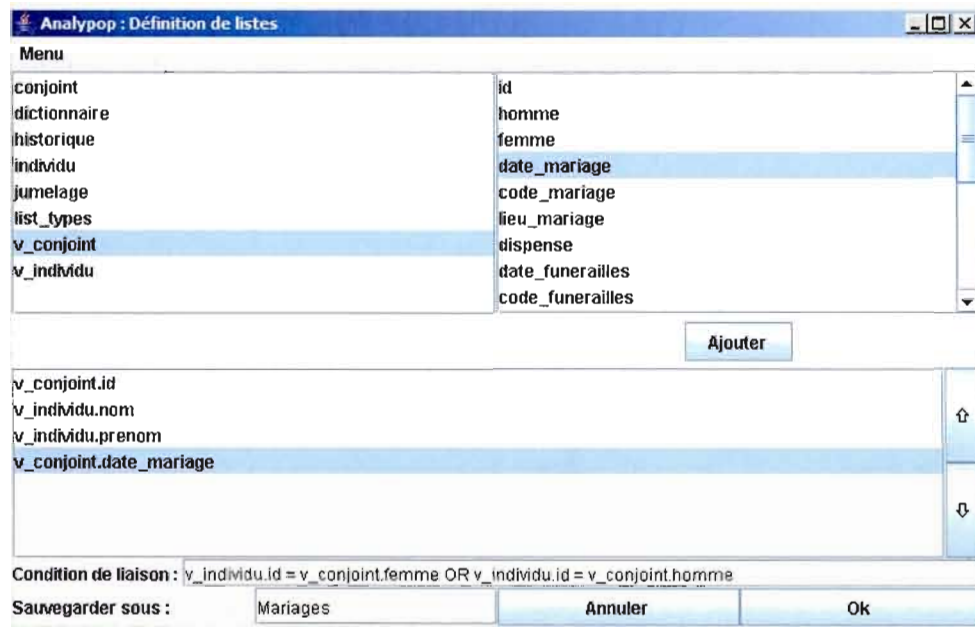 Analypop : Définition de listes
Menu
conjoint
dictionnaire
historique
individu
jumelage
list_types
v_conjoint
v_individu
id
homme
femme
date_mariage
code_mariage
lieu_mariage
dispense
date_funerailles
code_funerailles
Ajouter
v_conjoint.id
v_individu.nom
v_individu.prenom
v_conjoint.date_mariage
Condition de liaison : v_individu.id = v_conjoint.femme OR v_individu.id = v_conjoint.homme
Sauvegarder sous : Mariages Annuler Ok